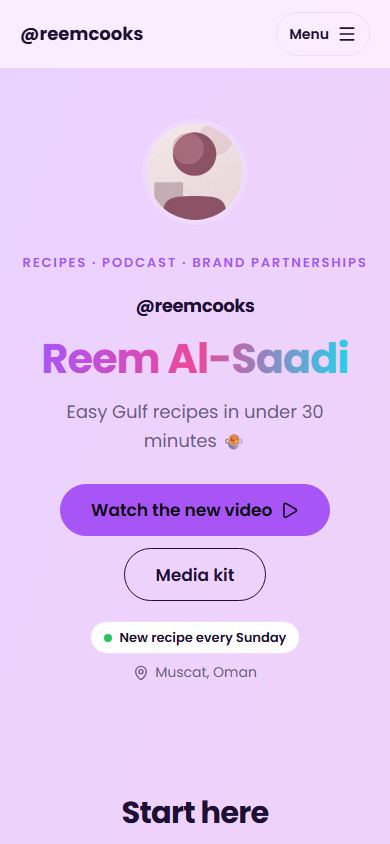 @reemcooks
Menu
RECIPES · PODCAST · BRAND PARTNERSHIPS
@reemcooks
Reem Al-Saadi
Easy Gulf recipes in under 30
minutes
Watch the new video
Media kit
New recipe every Sunday
Muscat, Oman
Start here